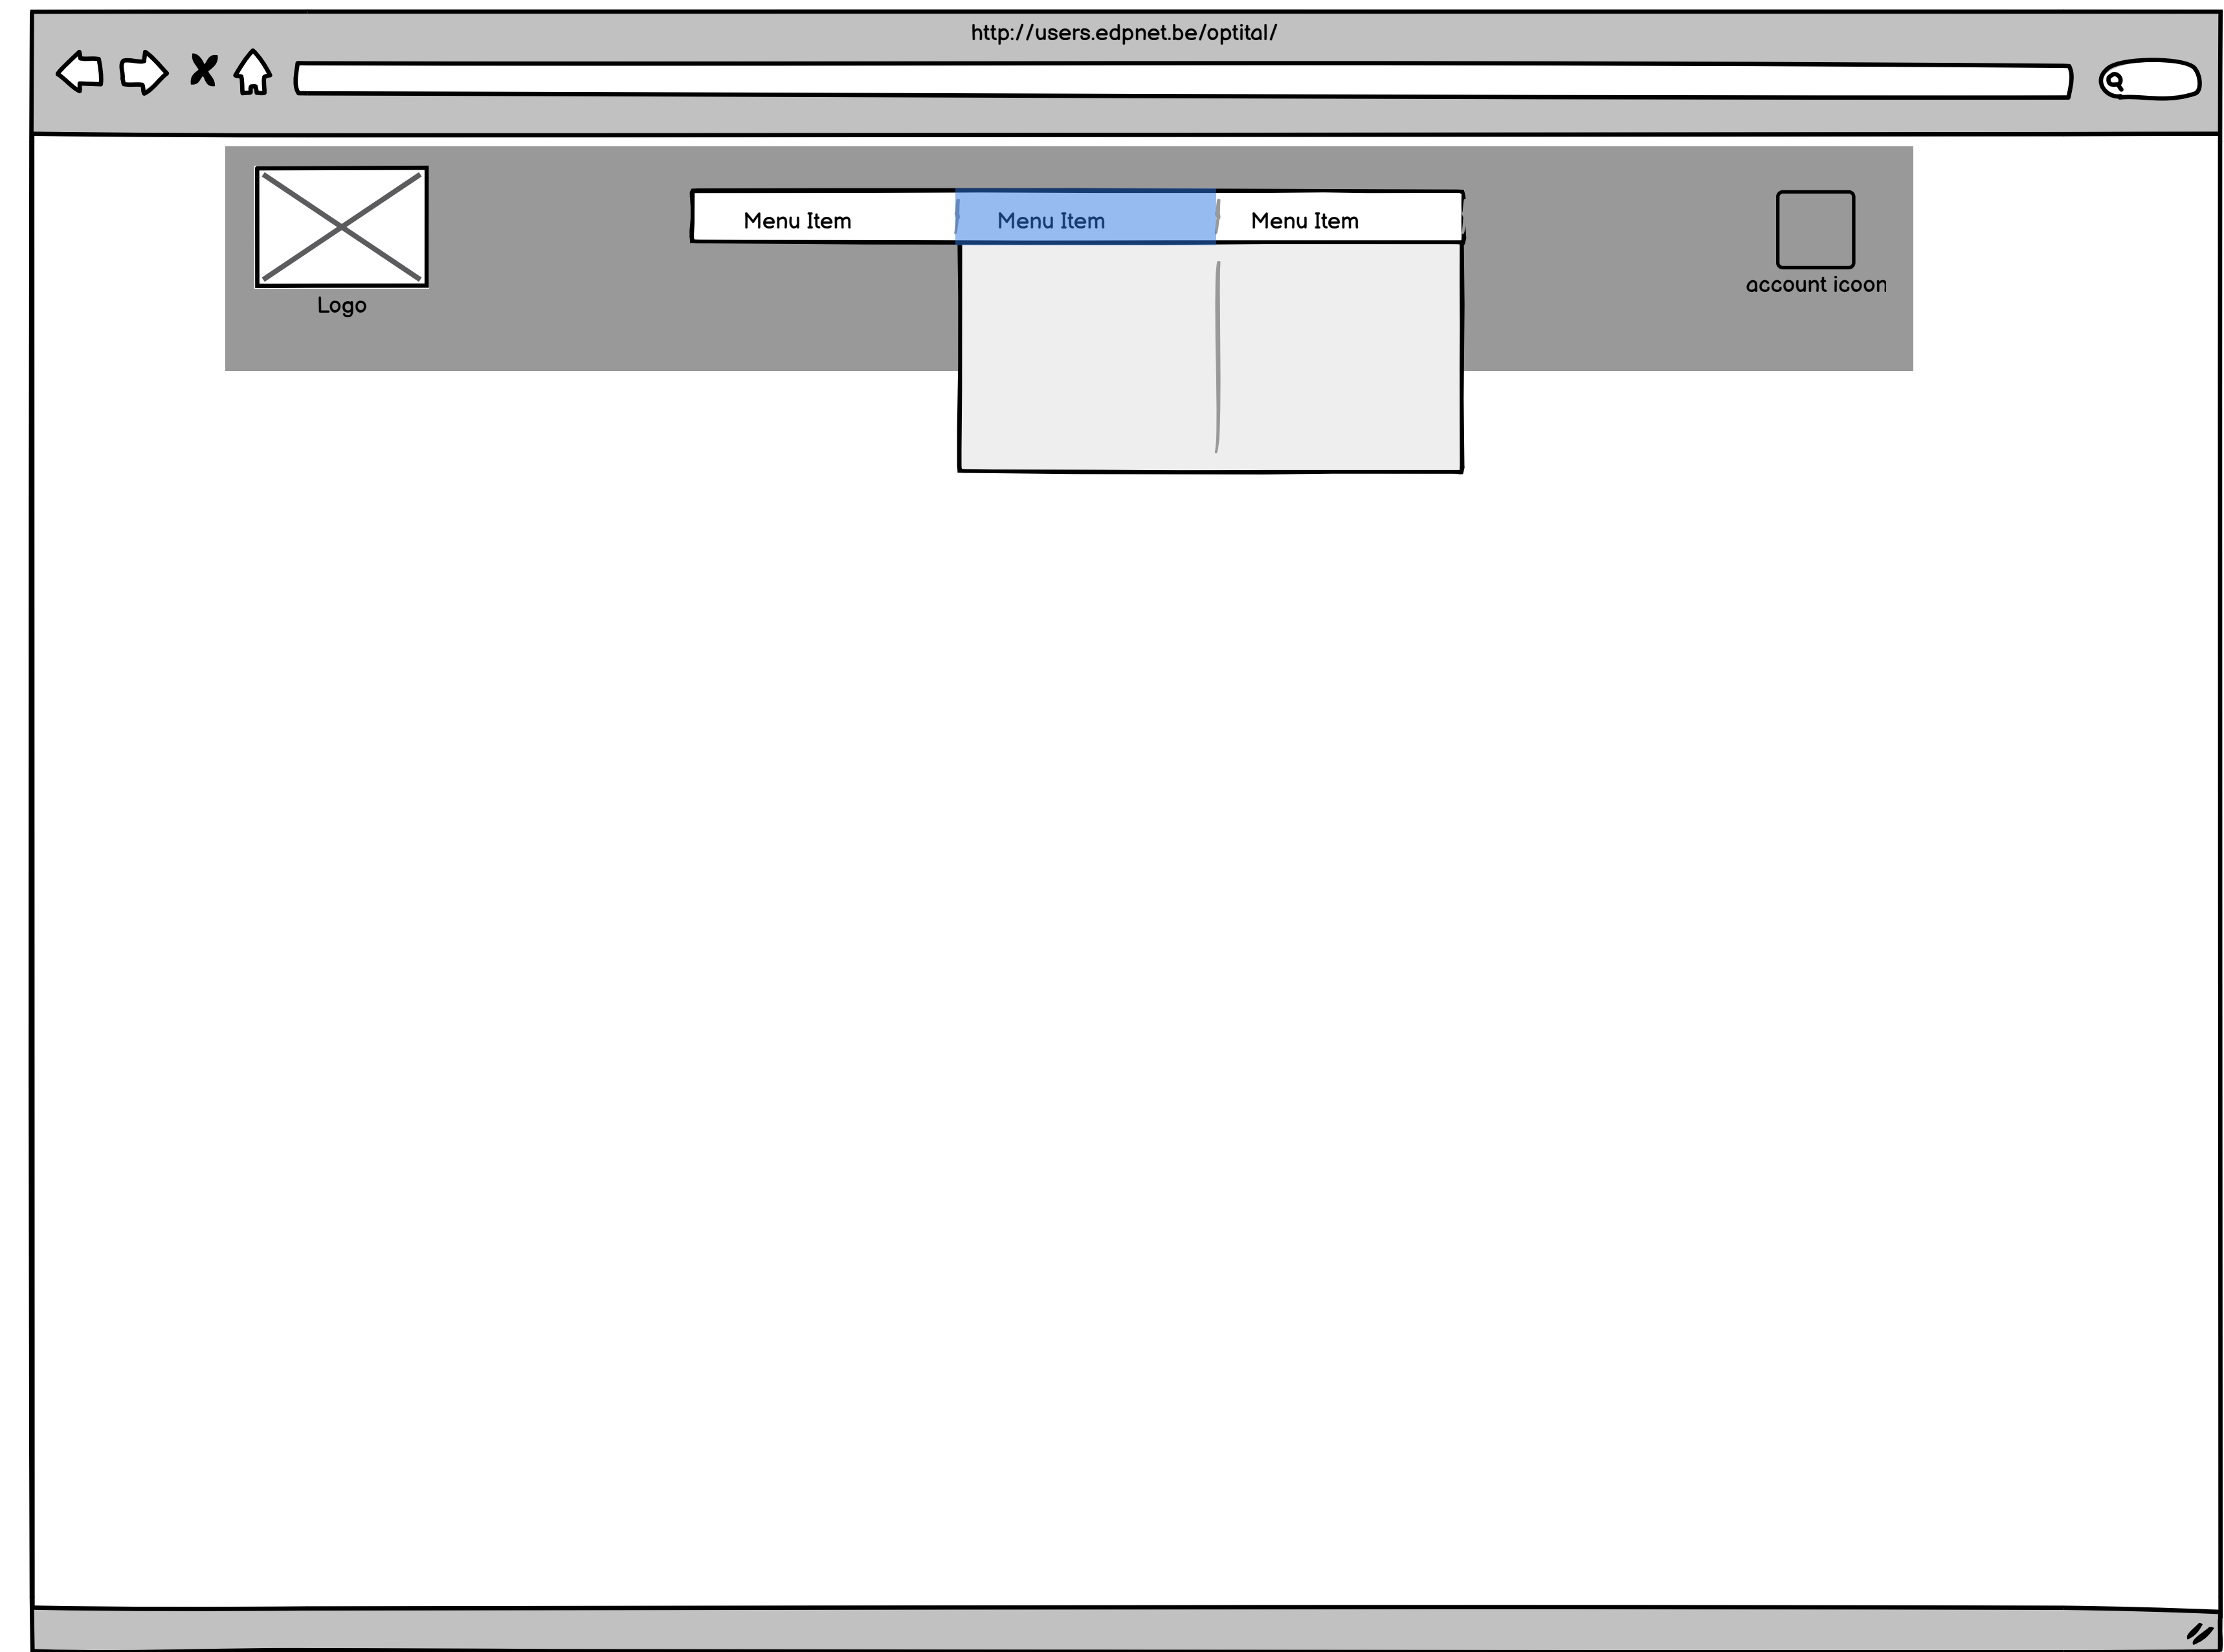 http://users.edpnet.be/optital/
Menu Item
Menu Item
Menu Item
Logo
account icoon